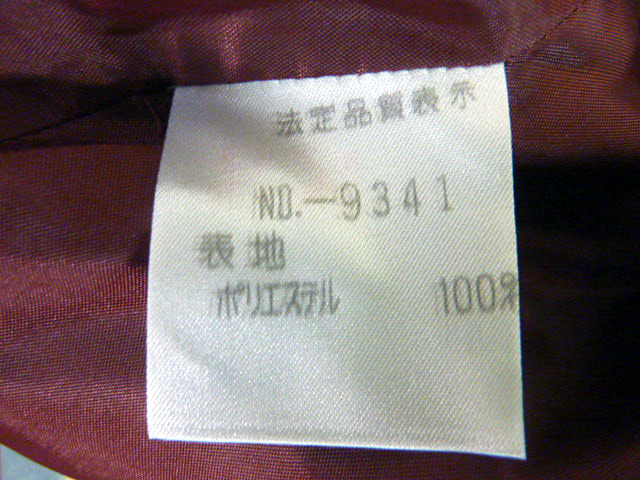 法定品質表示
NO.-9341
表地
ポリエステル 100%